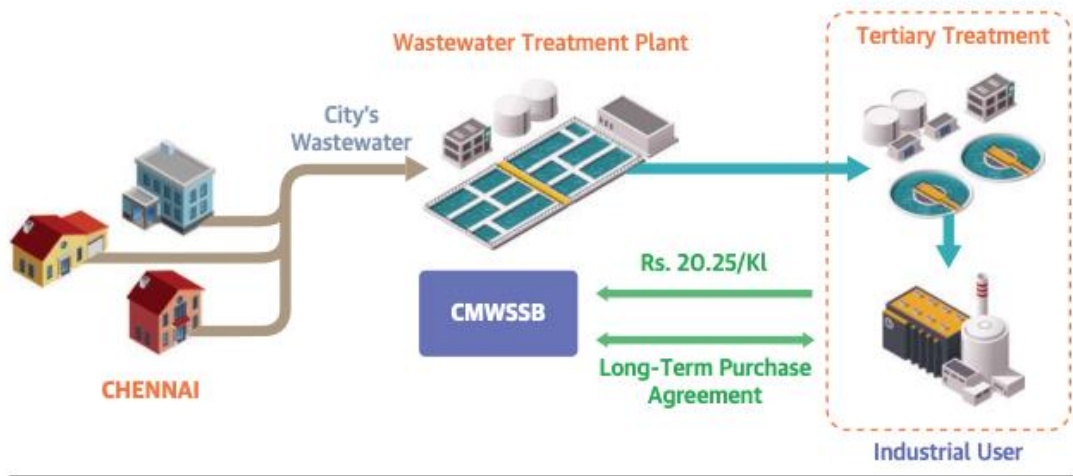 Wastewater Treatment Plant
Tertiary Treatment
City's
Wastewater
Rs. 20.25/Kl
CMWSSB
Long-Term Purchase
Agreement
CHENNAI
Industrial User